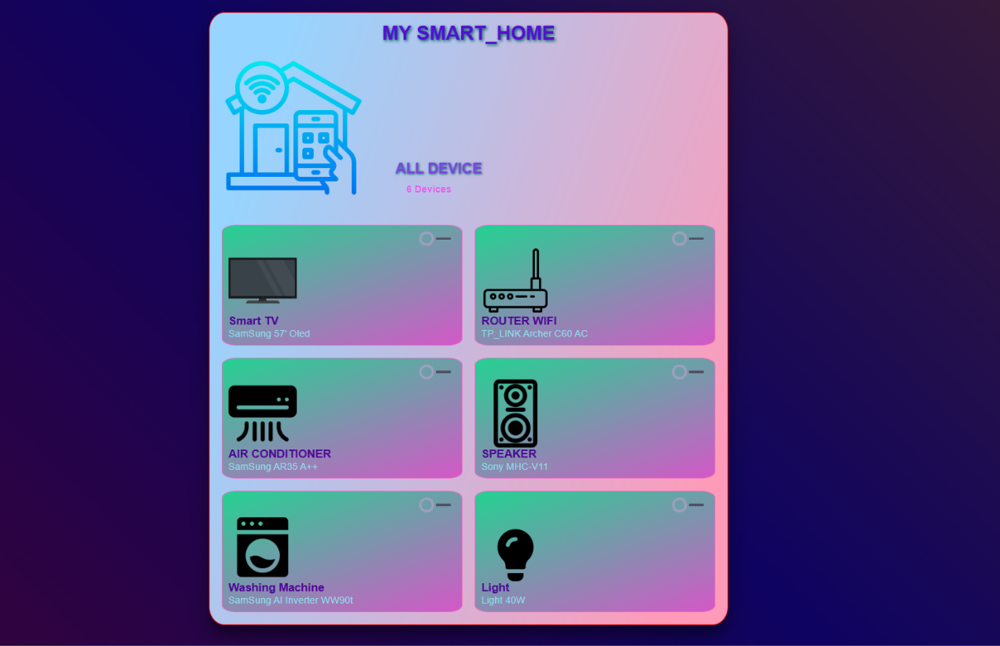 MY SMART_HOME
ALL DEVICE
6 Devices
Smart TV
SamSung 57' Oled
ROUTER WIFI
TP_LINK Archer C60 AC
AIR CONDITIONER
SamSung AR35 A++
SPEAKER
Sony MHC-V11
Washing Machine
SamSung AI Inverter WW90t
Light
Light 40W